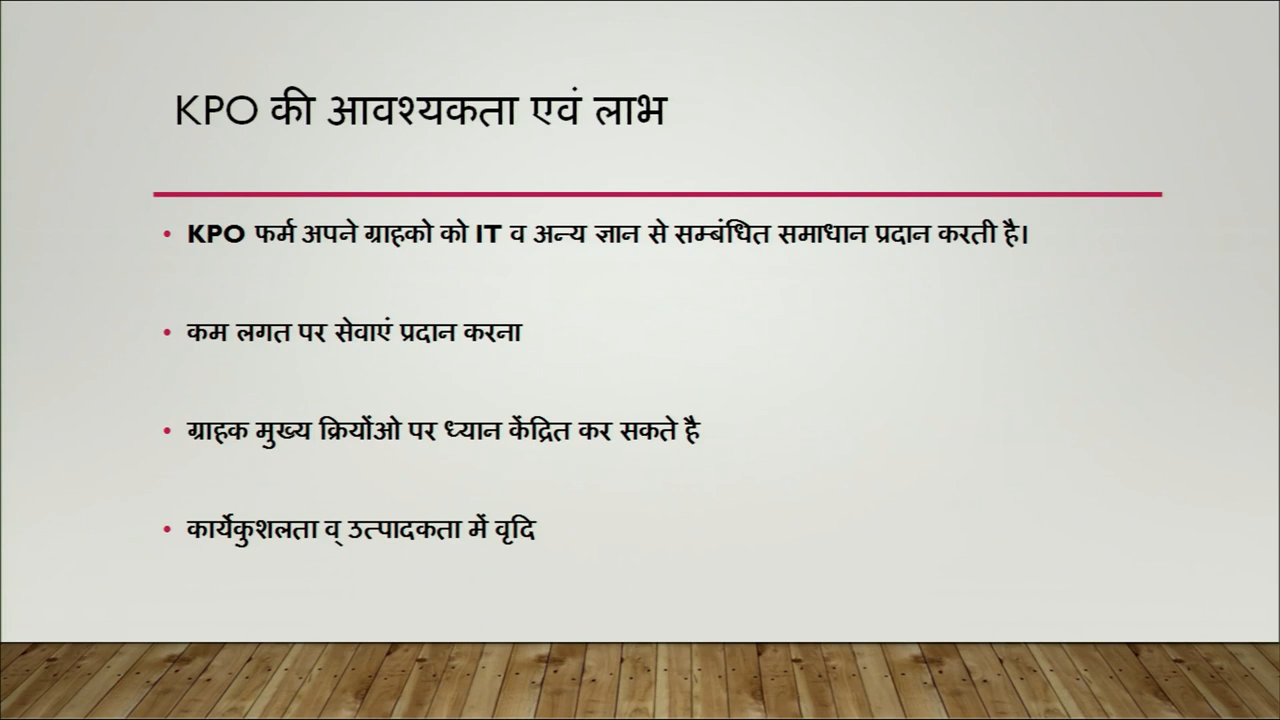 KPO की आवश्यकता एवं लाभ
• KPO फर्म अपने ग्राहको को IT व अन्य ज्ञान से सम्बंधित समाधान प्रदान करती है।
• कम लगत पर सेवाएं प्रदान करना
• ग्राहक मुख्य क्रियोंओ पर ध्यान केंद्रित कर सकते है
• कार्येकुशलता व् उत्पादकता में वृदि